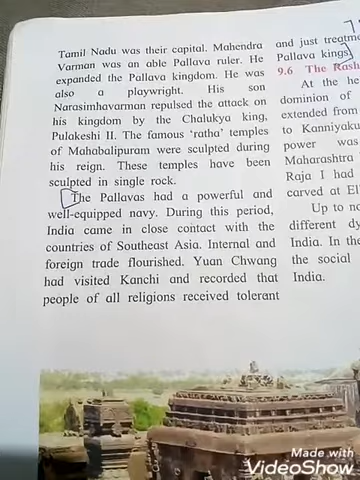 Tamil Nadu was their capital. Mahendra
Varman was an able Pallava ruler. He
expanded the Pallava kingdom. He was
also a playwright. His son
Narasimhavarman repulsed the attack on
his kingdom by the Chalukya king,
Pulakeshi II. The famous 'ratha' temples
of Mahabalipuram were sculpted during
his reign. These temples have been
sculpted in single rock.
The Pallavas had a powerful and
well-equipped navy. During this period,
India came in close contact with the
countries of Southeast Asia. Internal and
foreign trade flourished. Yuan Chwang
had visited Kanchi and recorded that
people of all religions received tolerant
and just
Pallava kings.
9.6 The
At the he
dominion of
extended from
to Kanniyaku
power was
Maharashtra
Raja I had
carved at El
Up to no
different dy
India. In the
the social
India.
Made with
VideoShow